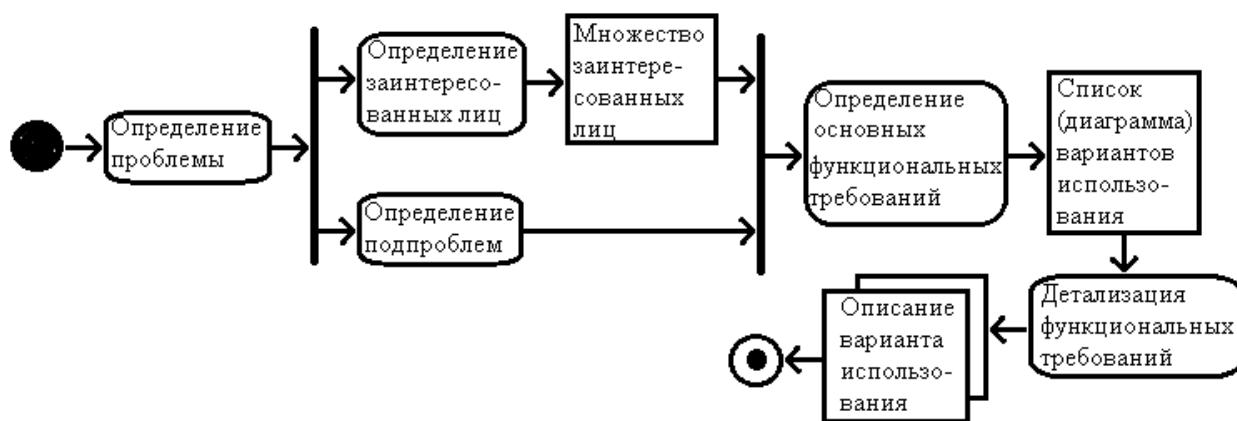 Определение
проблемы
Определение
заинтересо-
ванных лиц
Множество
заинтере-
сованных
лиц
Определение
подпроблем
Определение
основных
функциональных
требований
Список
(диаграмма)
вариантов
использо-
вания
Детализация
функциональных
требований
Описание
варианта
использо-
вания